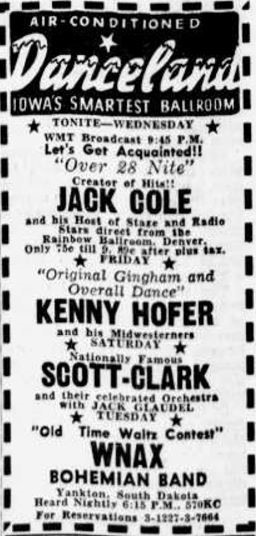 AIR-CONDITIONED
Danceland
IOWA'S SMARTEST BALLROOM
★ TONITE—WEDNESDAY ★
WMT Broadcast 9:45 P.M.
Let's Get Acquainted!!
"Over 28 Nite"
Creator of Hits!!
JACK COLE
and his Host of Stage and Radio
Stars direct from the
Rainbow Ballroom, Denver.
Only 75c till 9, 89c after plus tax.
★ FRIDAY ★
"Original Gingham and
Overall Dance"
KENNY HOFER
and his Midwesterners
★ SATURDAY ★
Nationally Famous
SCOTT-CLARK
and their celebrated Orchestra
with JACK GLAUDEL
★ TUESDAY ★
"Old Time Waltz Contest"
WNAX
BOHEMIAN BAND
Yankton, South Dakota
Heard Nightly 6:15 P.M., 570KC
For Reservations 3-1227-3-7664